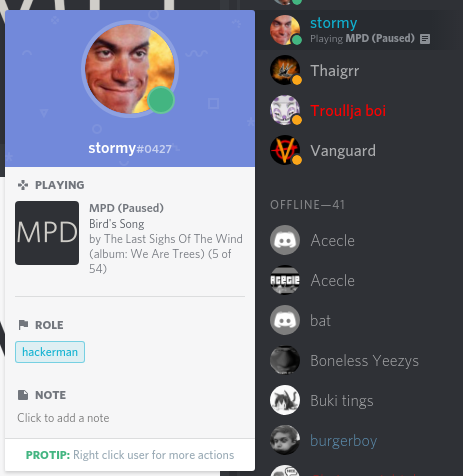 stormy#0427
PLAYING
MPD
MPD (Paused)
Bird's Song
by The Last Sighs Of The Wind
(album: We Are Trees) (5 of
54)
ROLE
hackerman
NOTE
Click to add a note
PROTIP: Right click user for more actions
stormy
Playing MPD (Paused)
Thaigrr
Troullja boi
Vanguard
OFFLINE—41
Acecle
Acecle
bat
Boneless Yeezys
Buki tings
burgerboy